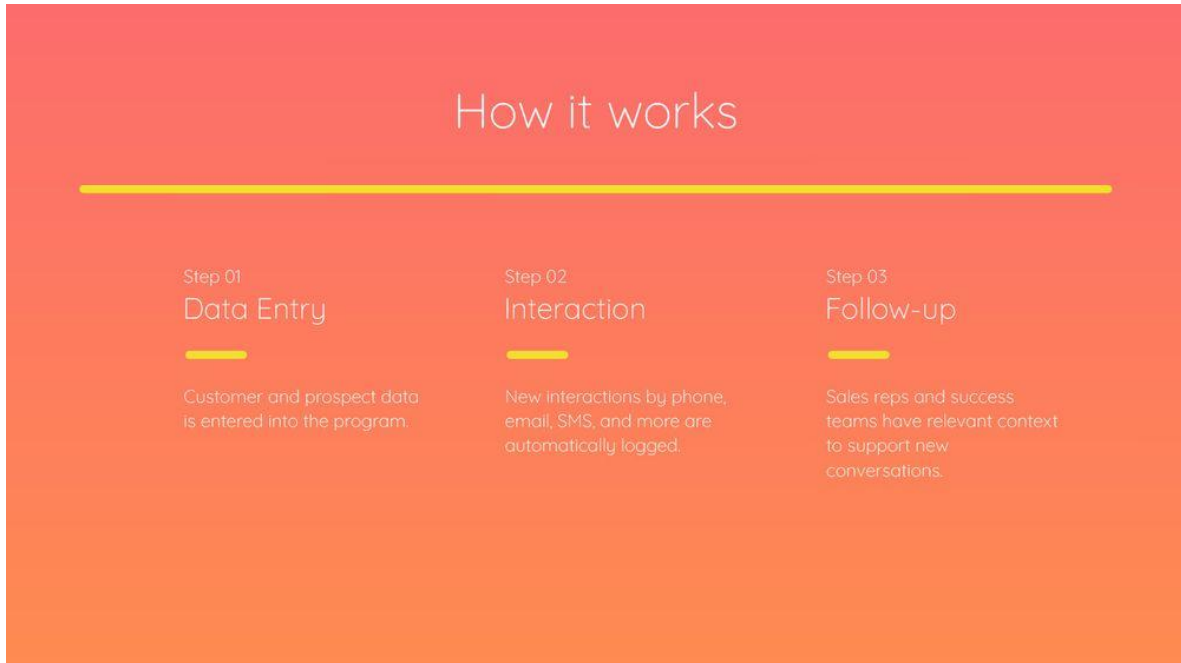 How it works
Step 01
Data Entry
Customer and prospect data
is entered into the program.
Step 02
Interaction
New interactions by phone,
email, SMS, and more are
automatically logged.
Step 03
Follow-up
Sales reps and success
teams have relevant context
to support new
conversations.